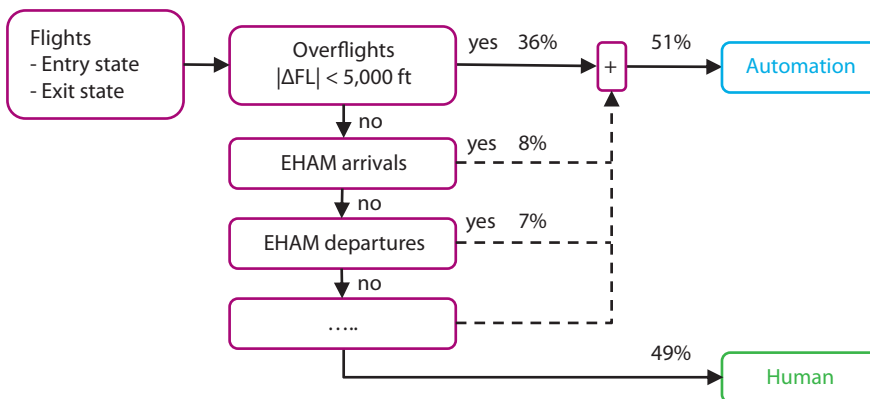 Flights
- Entry state
- Exit state
Overflights
|ΔFL| < 5,000 ft
yes 36%
+
51%
Automation
no
EHAM arrivals
yes 8%
no
EHAM departures
yes 7%
no
.....
49%
Human